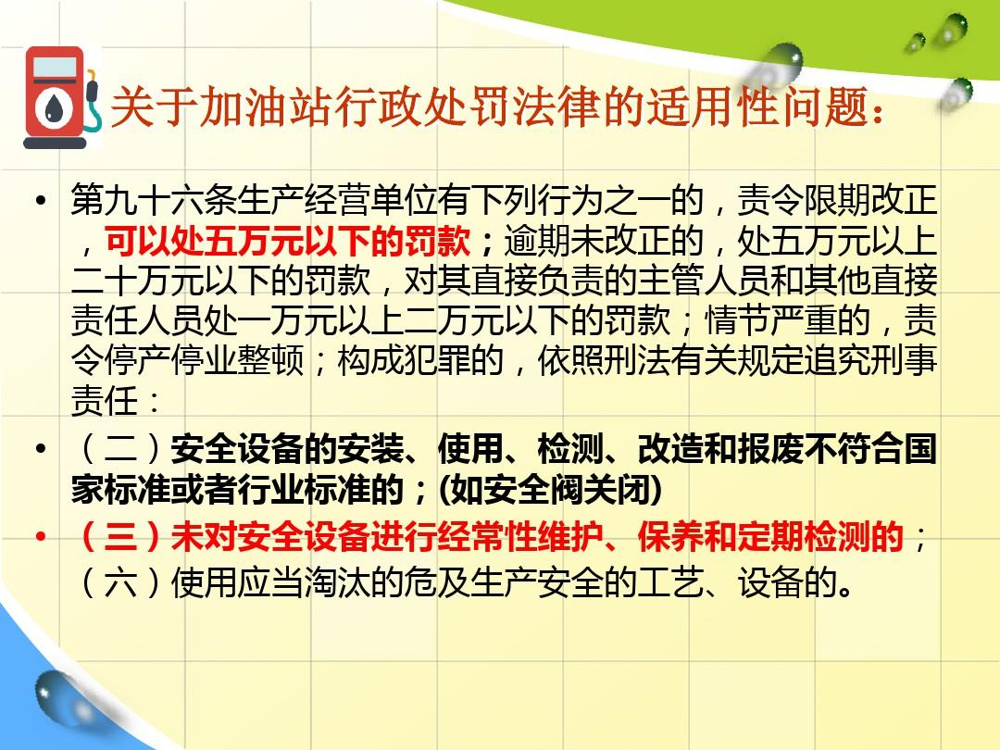 关于加油站行政处罚法律的适用性问题：
• 第九十六条生产经营单位有下列行为之一的，责令限期改正
，可以处五万元以下的罚款；逾期未改正的，处五万元以上
二十万元以下的罚款，对其直接负责的主管人员和其他直接
责任人员处一万元以上二万元以下的罚款；情节严重的，责
令停产停业整顿；构成犯罪的，依照刑法有关规定追究刑事
责任：
• （二）安全设备的安装、使用、检测、改造和报废不符合国
家标准或者行业标准的；(如安全阀关闭)
• （三）未对安全设备进行经常性维护、保养和定期检测的；
（六）使用应当淘汰的危及生产安全的工艺、设备的。